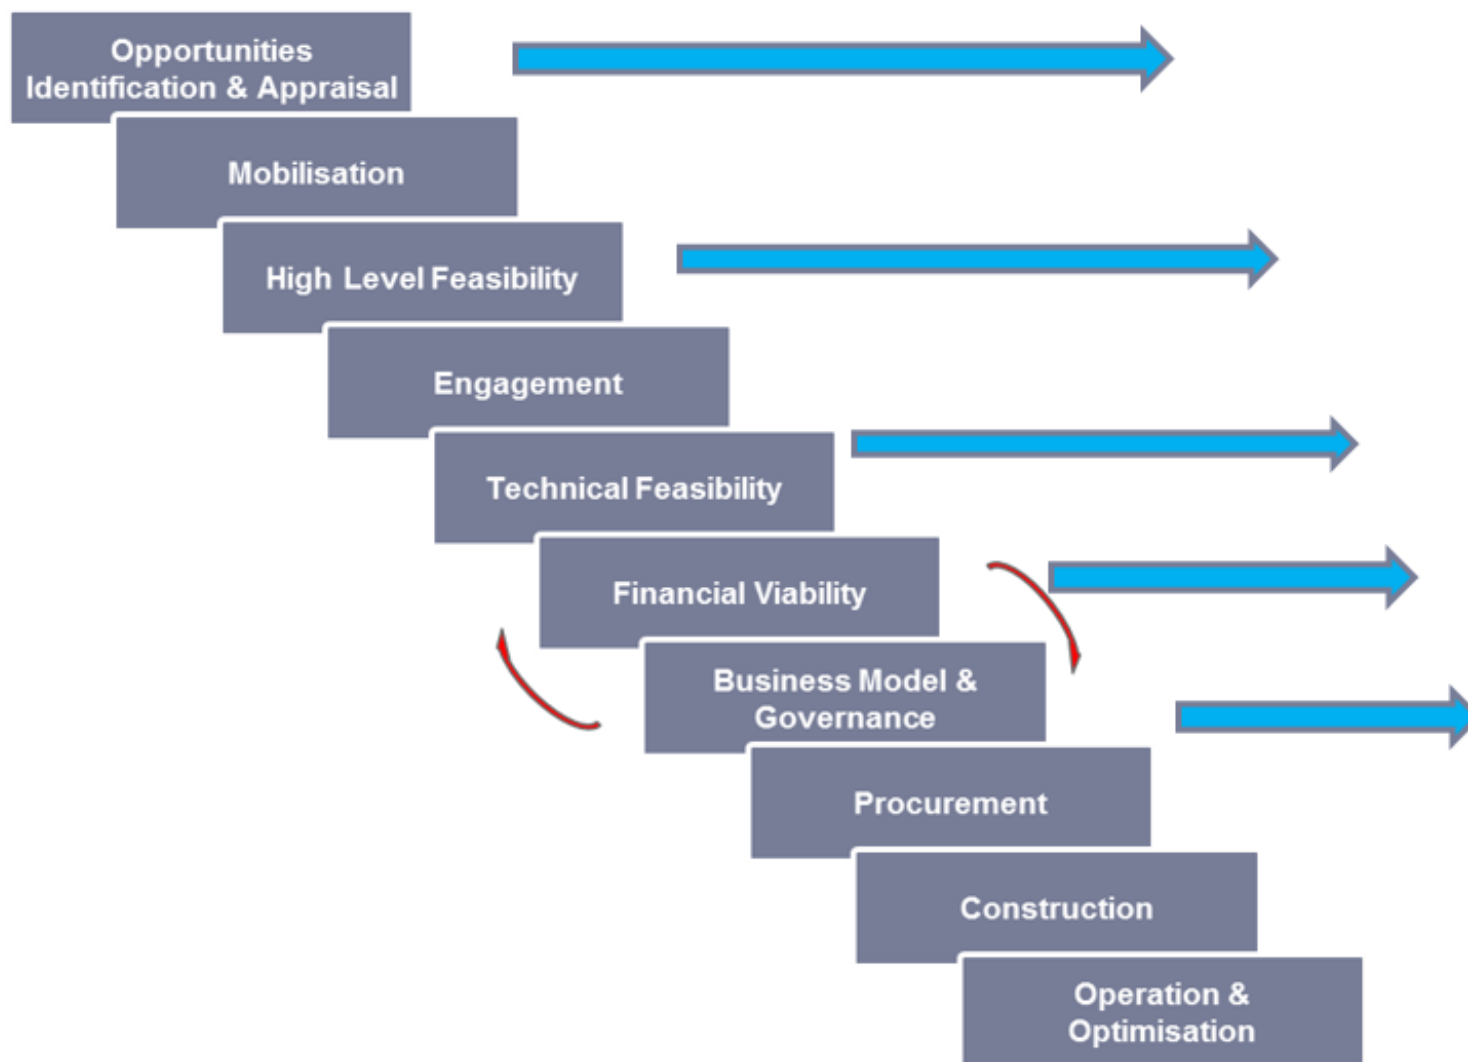 Opportunities
Identification & Appraisal
Mobilisation
High Level Feasibility
Engagement
Technical Feasibility
Financial Viability
Business Model &
Governance
Procurement
Construction
Operation &
Optimisation